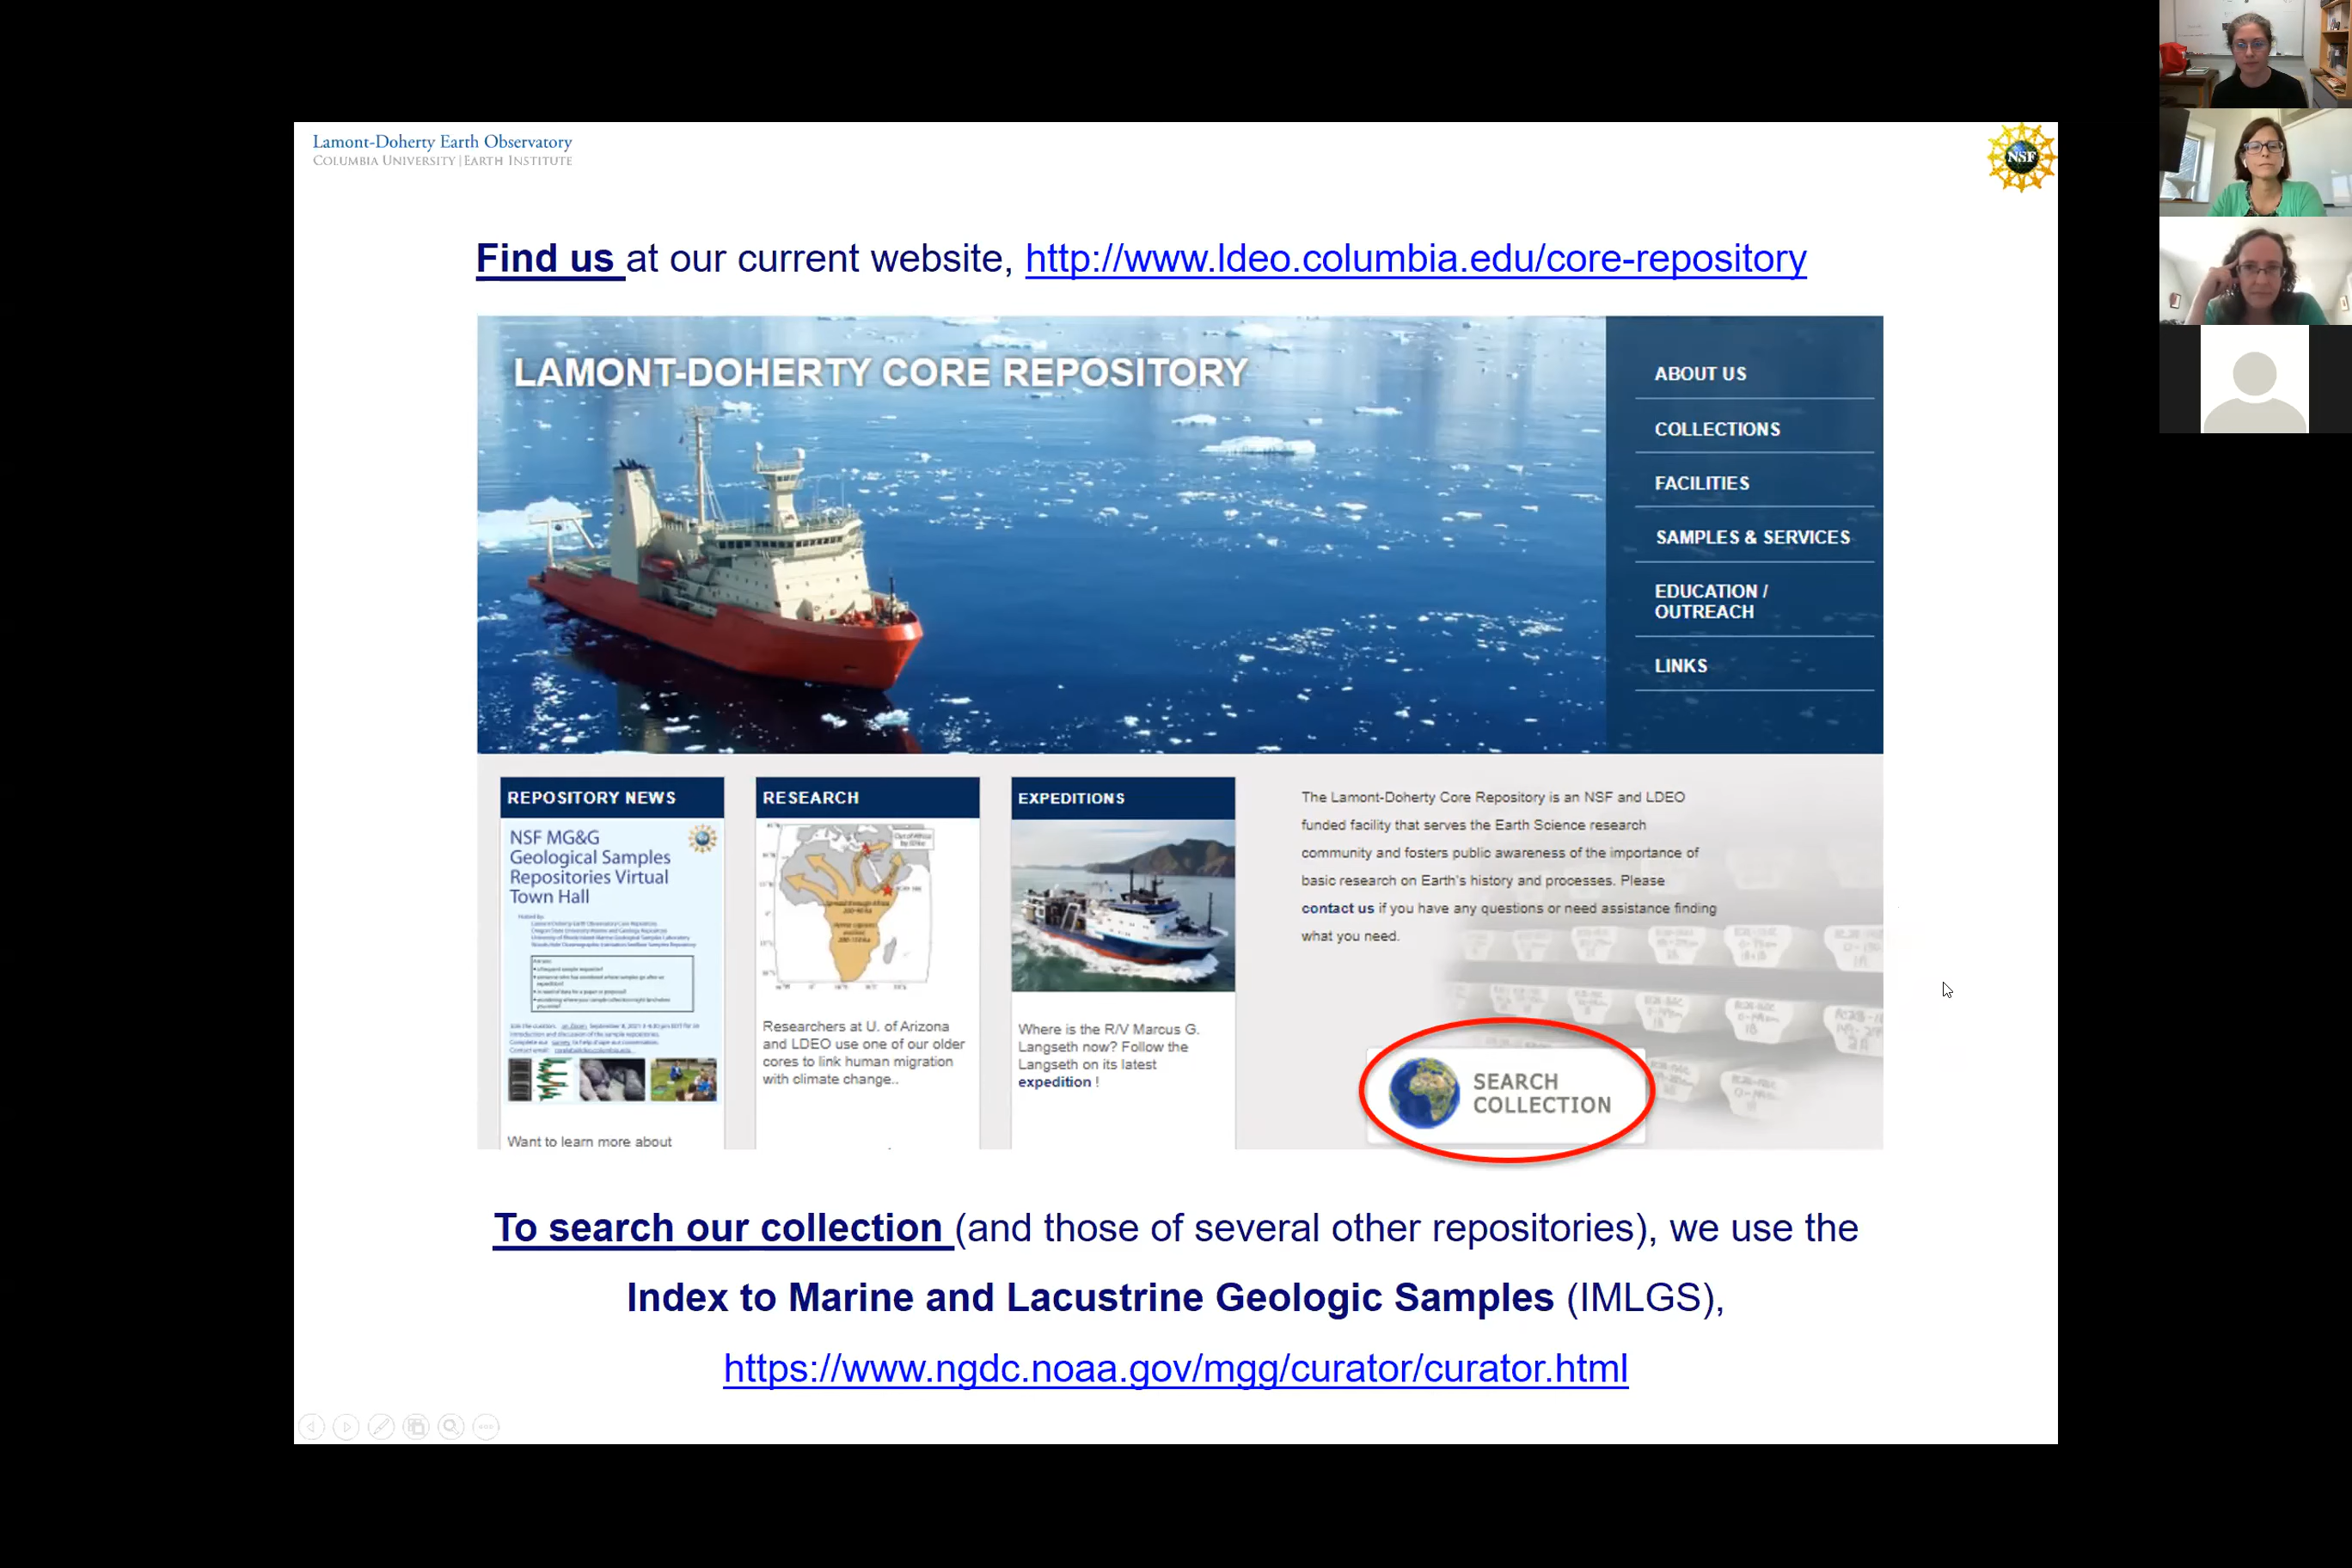 Lamont-Doherty Earth Observatory
COLUMBIA UNIVERSITY | EARTH INSTITUTE
NSF
Find us at our current website, http://www.ldeo.columbia.edu/core-repository
LAMONT-DOHERTY CORE REPOSITORY
ABOUT US
COLLECTIONS
FACILITIES
SAMPLES & SERVICES
EDUCATION /
OUTREACH
LINKS
REPOSITORY NEWS
NSF MG&G
Geological Samples
Repositories Virtual
Town Hall
Want to learn more about
RESEARCH
Researchers at U. of Arizona
and LDEO use one of our older
cores to link human migration
with climate change..
EXPEDITIONS
Where is the R/V Marcus G.
Langseth now? Follow the
Langseth on its latest
expedition !
The Lamont-Doherty Core Repository is an NSF and LDEO
funded facility that serves the Earth Science research
community and fosters public awareness of the importance of
basic research on Earth's history and processes. Please
contact us if you have any questions or need assistance finding
what you need.
SEARCH
COLLECTION
To search our collection (and those of several other repositories), we use the
Index to Marine and Lacustrine Geologic Samples (IMLGS),
https://www.ngdc.noaa.gov/mgg/curator/curator.html